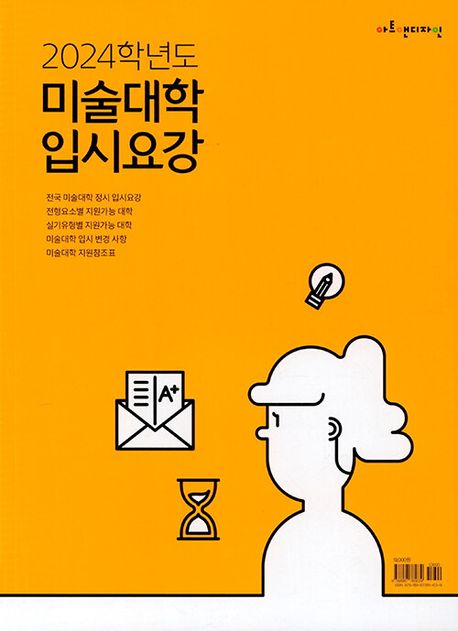 아트앤디자인
2024학년도
미술대학
입시요강
전국 미술대학 정시 입시요강
전형요소별 지원가능 대학
실기유형별 지원가능 대학
미술대학 입시 변경 사항
미술대학 지원참조표
A+